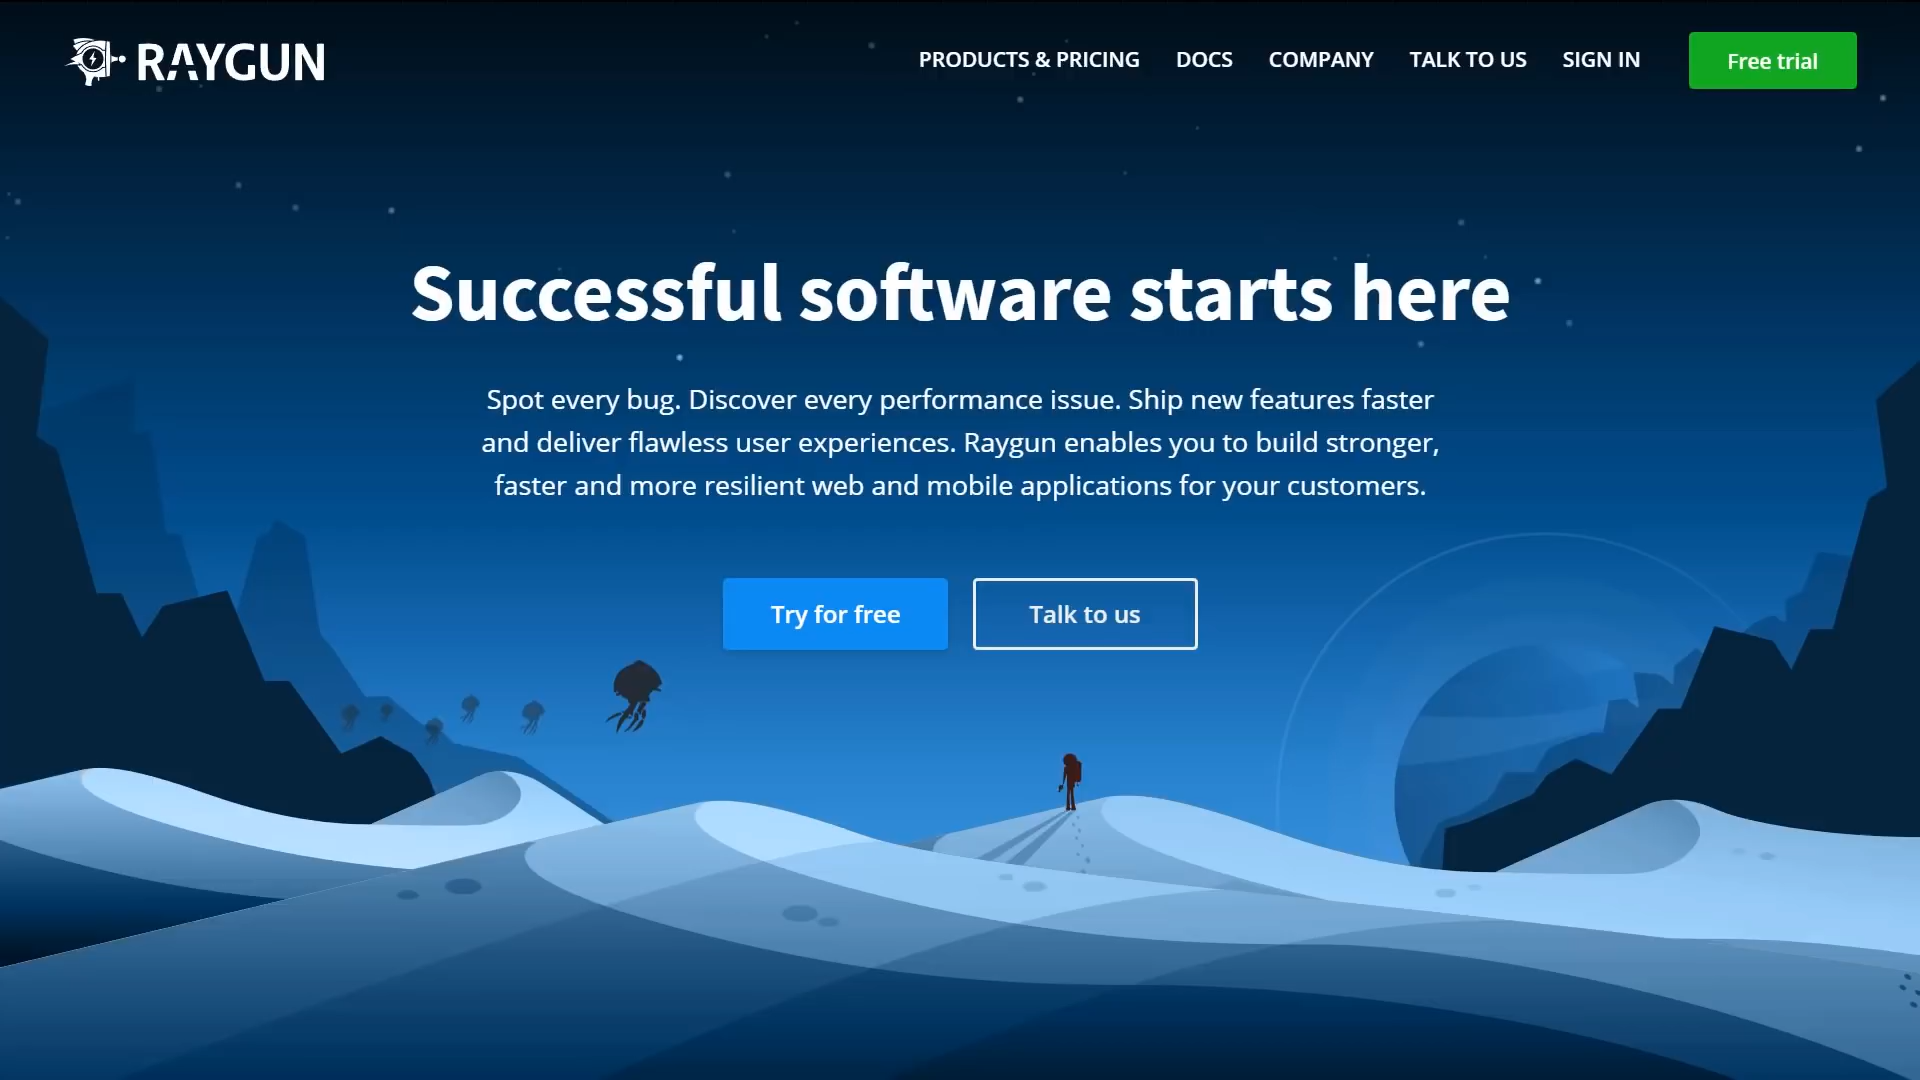 RAYGUN
PRODUCTS & PRICING
DOCS
COMPANY
TALK TO US
SIGN IN
Free trial
Successful software starts here
Spot every bug. Discover every performance issue. Ship new features faster
and deliver flawless user experiences. Raygun enables you to build stronger,
faster and more resilient web and mobile applications for your customers.
Try for free
Talk to us